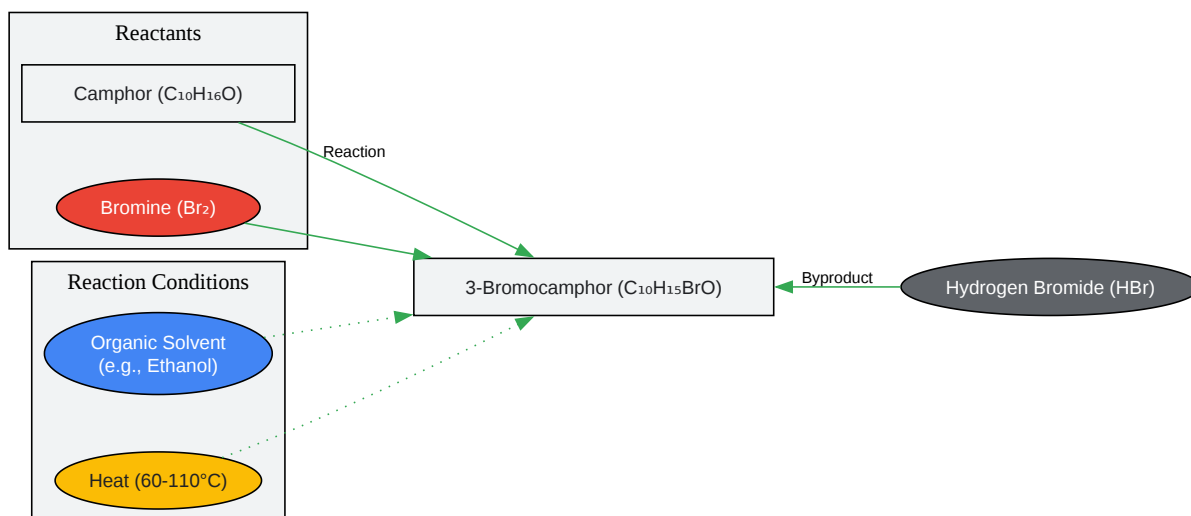 Reactants
Camphor (C₁₀H₁₆O)
Reaction
Bromine (Br₂)
Reaction Conditions
Organic Solvent
(e.g., Ethanol)
Heat (60-110°C)
3-Bromocamphor (C₁₀H₁₅BrO)
Byproduct
Hydrogen Bromide (HBr)